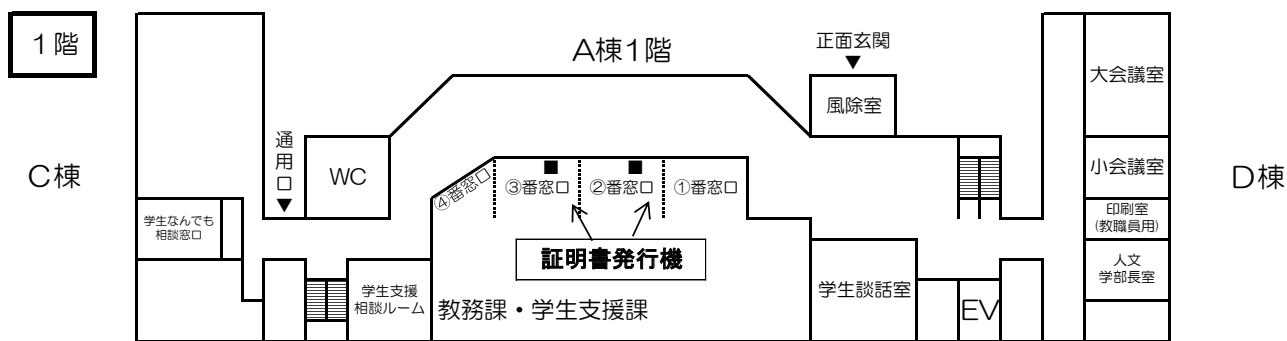 1階
A棟1階
正面玄関
▼
風除室
大会議室
C棟
通用口
▼
WC
④番窓口
③番窓口
②番窓口
①番窓口
小会議室
D棟
学生なんでも
相談窓口
印刷室
(教職員用)
証明書発行機
人文
学部長室
学生支援
相談ルーム
教務課・学生支援課
学生談話室
EV